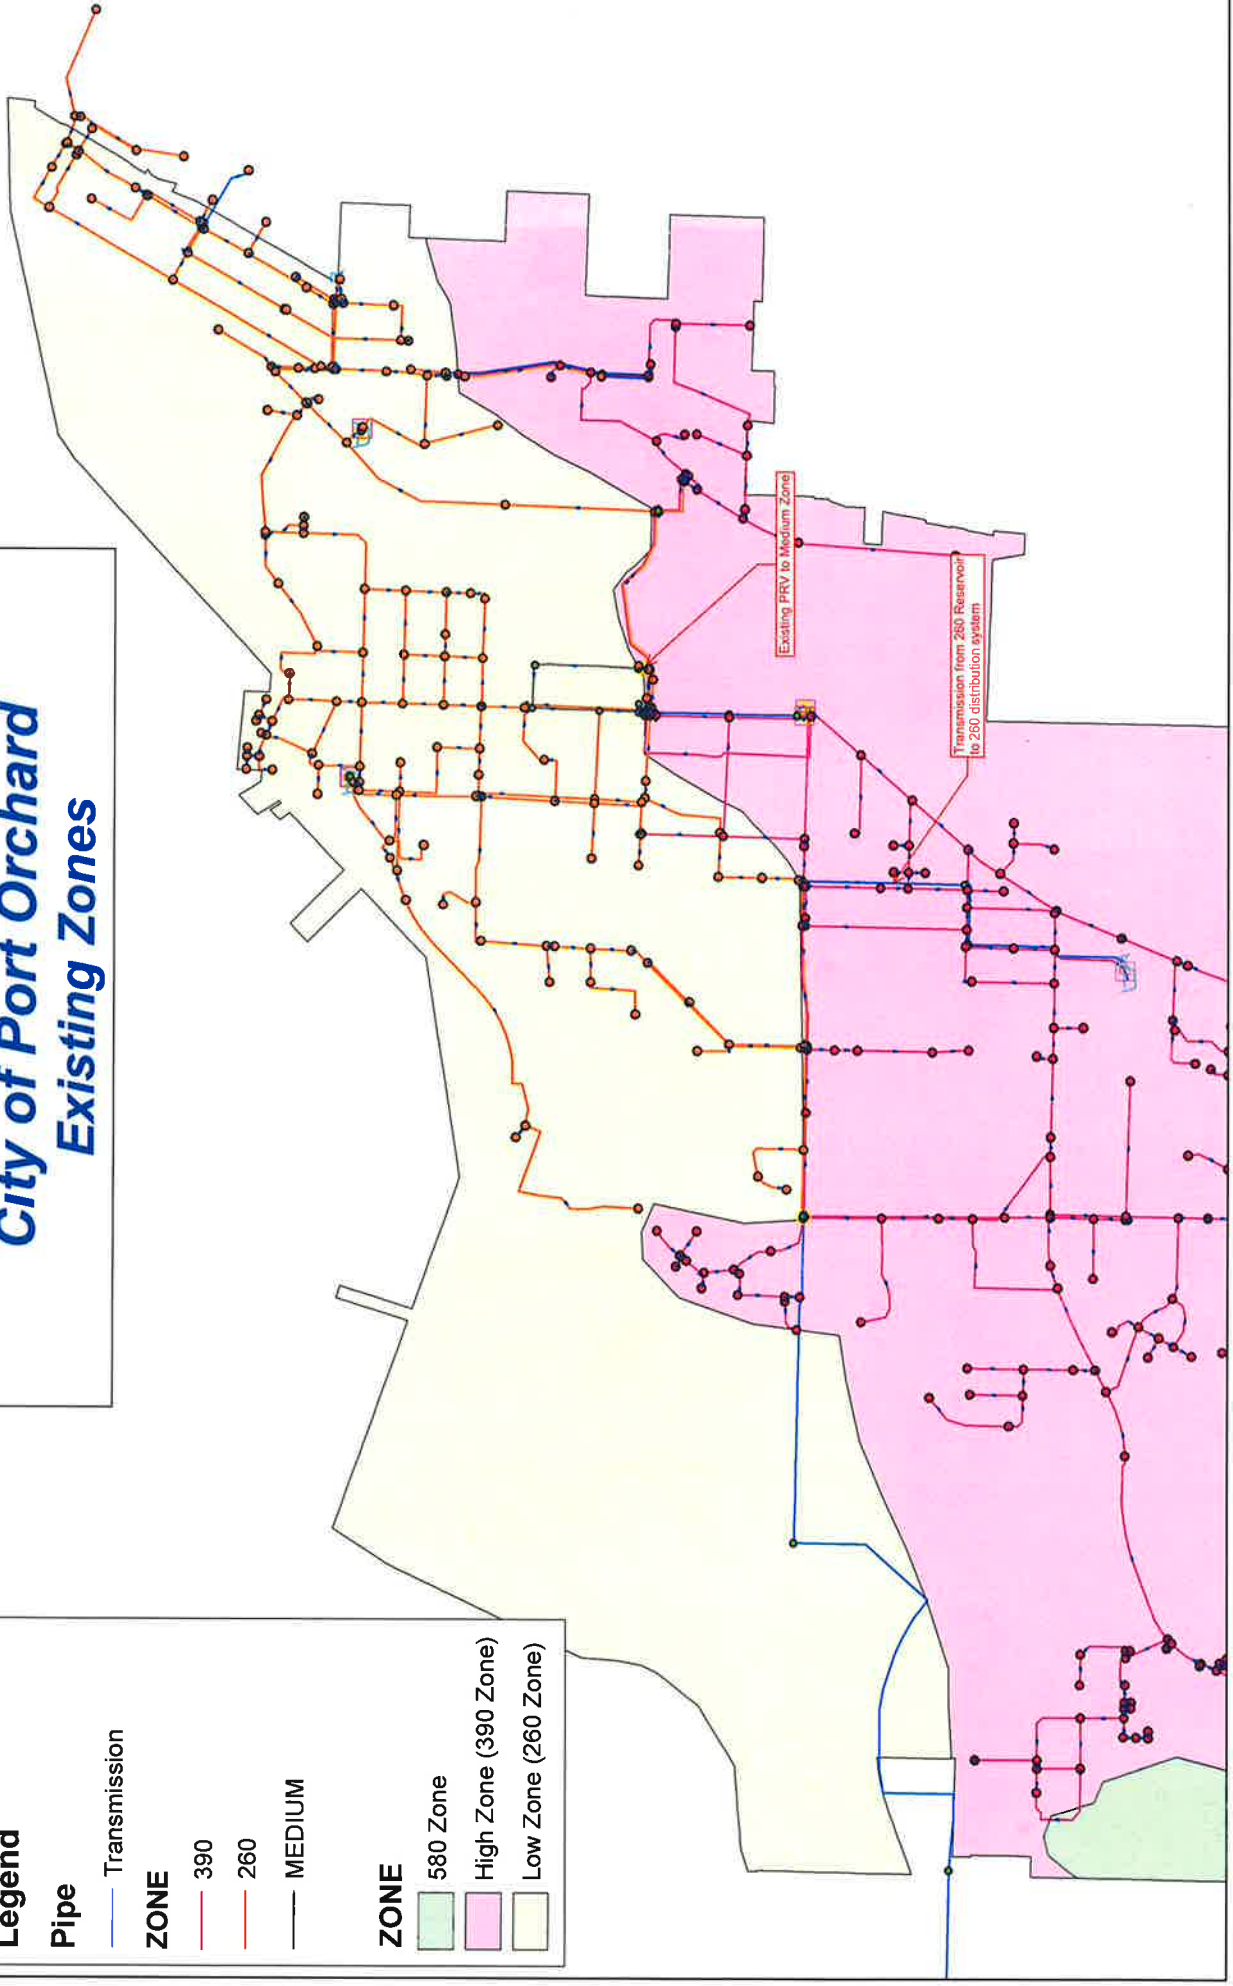 City of Port Orchard
Existing Zones
Legend
Pipe
Transmission
ZONE
390
260
MEDIUM
ZONE
580 Zone
High Zone (390 Zone)
Low Zone (260 Zone)
Existing PRV to Medium Zone
Transmission from 260 Reservoir
to 260 distribution system